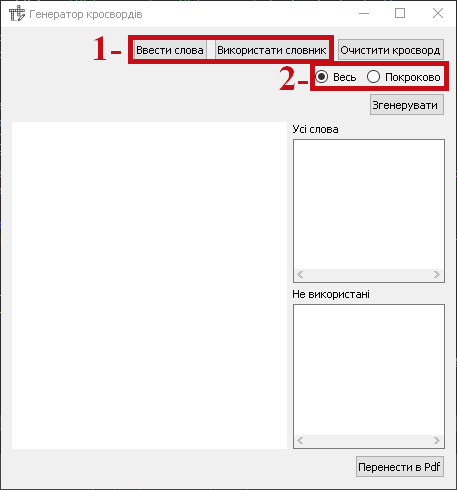 Генератор кросвордів
1- Ввести слова Використати словник Очистити кросворд
2- Весь Покроково
Згенерувати
Усі слова
Не використані
Перенести в Pdf